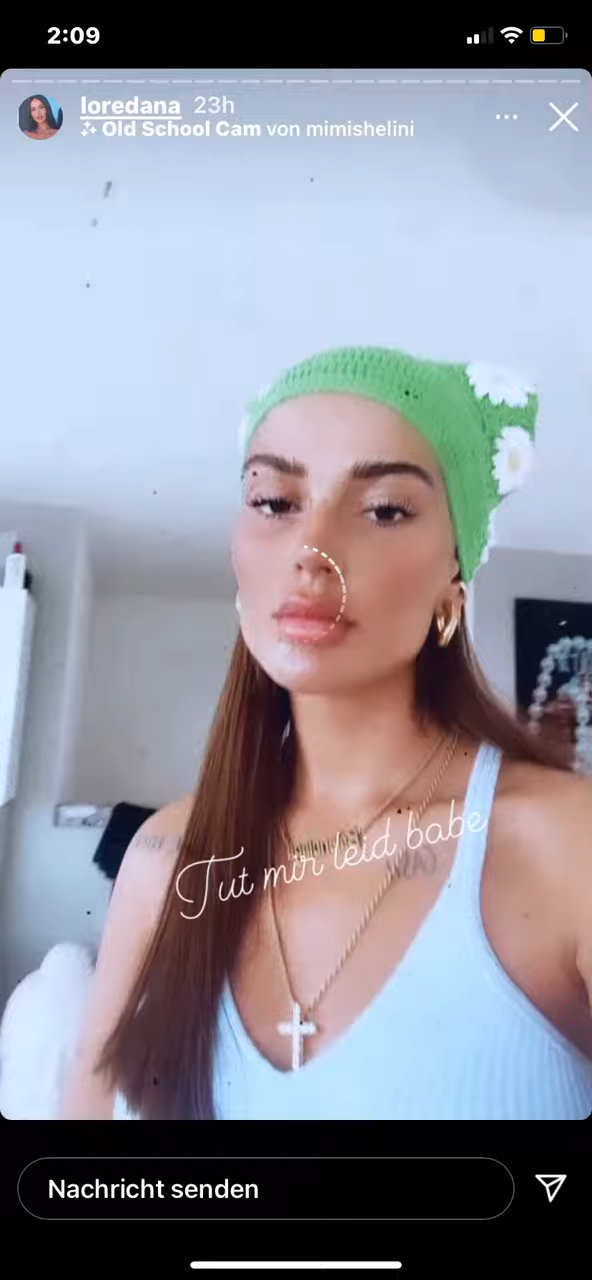 2:09
loredana 23h
Old School Cam von mimishelini
Tut mir leid babe
Nachricht senden